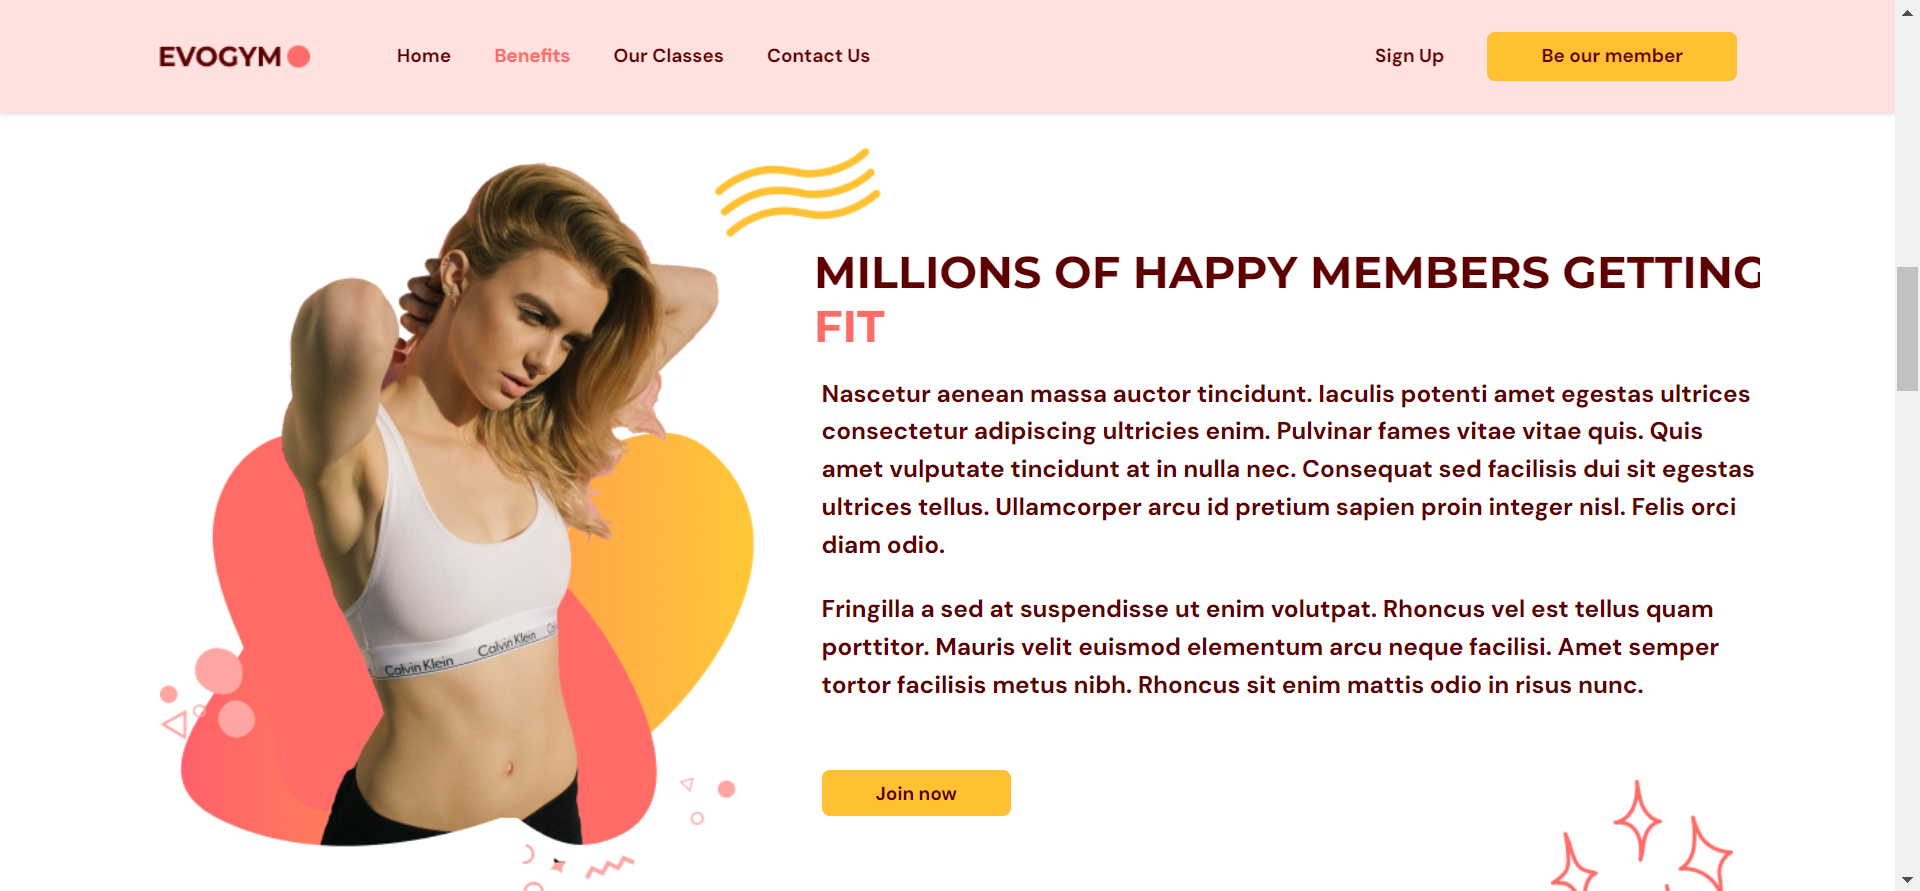 EVOGYM
Home Benefits Our Classes Contact Us Sign Up Be our member
MILLIONS OF HAPPY MEMBERS GETTING
FIT
Nascetur aenean massa auctor tincidunt. Iaculis potenti amet egestas ultrices
consectetur adipiscing ultricies enim. Pulvinar fames vitae vitae quis. Quis
amet vulputate tincidunt at in nulla nec. Consequat sed facilisis dui sit egestas
ultrices tellus. Ullamcorper arcu id pretium sapien proin integer nisl. Felis orci
diam odio.
Fringilla a sed at suspendisse ut enim volutpat. Rhoncus vel est tellus quam
porttitor. Mauris velit euismod elementum arcu neque facilisi. Amet semper
tortor facilisis metus nibh. Rhoncus sit enim mattis odio in risus nunc.
Join now
Calvin Klein Calvin Klein